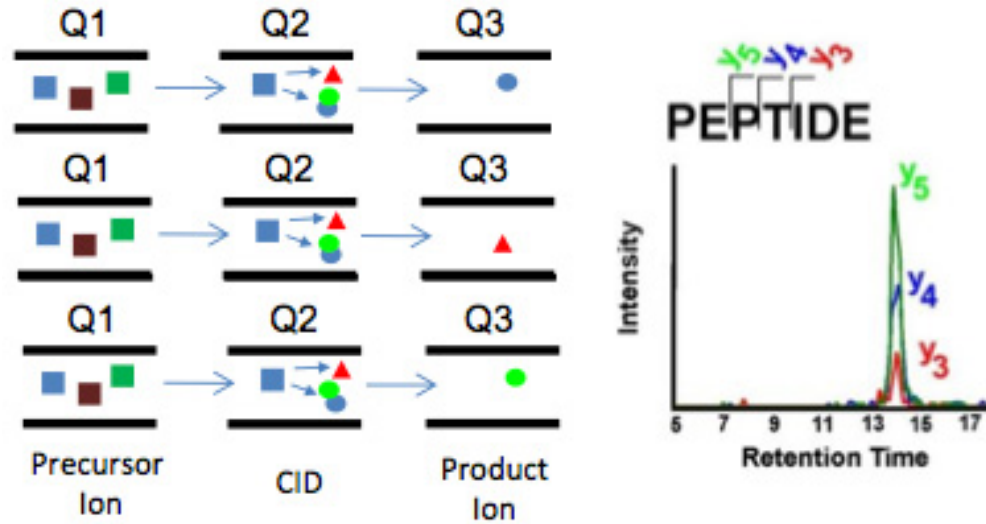 Q1 Q2 Q3
Q1 Q2 Q3
Q1 Q2 Q3
Precursor Ion
CID
Product Ion
y5 y4 y3
PEPTIDE
y5
y4
y3
Intensity
5 7 9 11 13 15 17
Retention Time